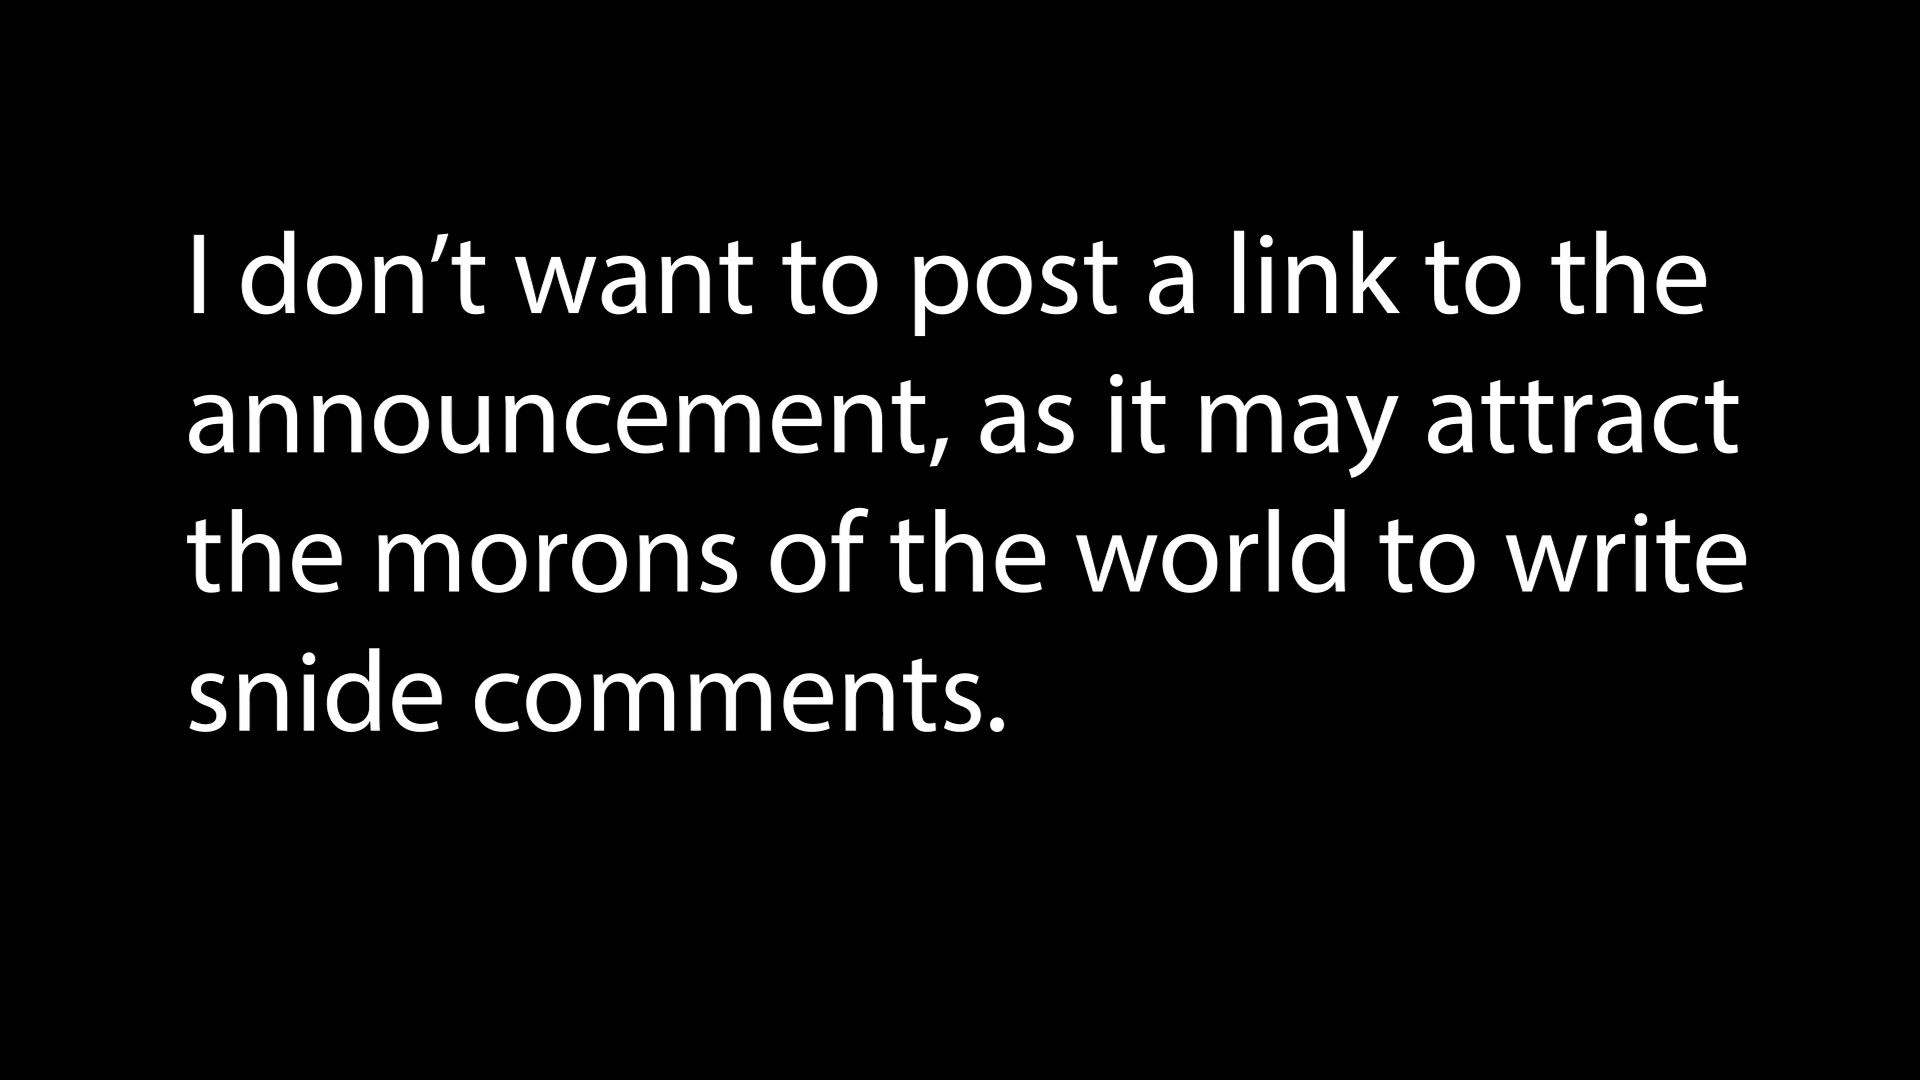 I don’t want to post a link to the
announcement, as it may attract
the morons of the world to write
snide comments.